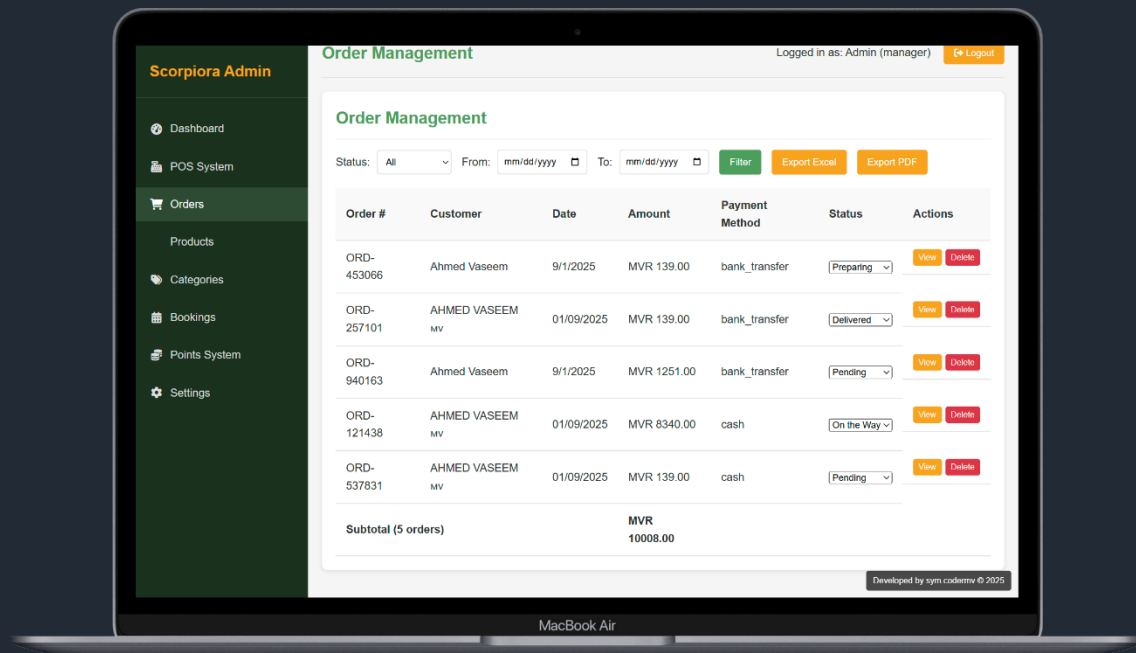 Order Management
Logged in as: Admin (manager)
Logout
Scorpiora Admin
Dashboard
POS System
Orders
Products
Categories
Bookings
Points System
Settings
Order Management
Status: All From: mm/dd/yyyy To: mm/dd/yyyy Filter Export Excel Export PDF
Order # Customer Date Amount Payment Method Status Actions
ORD-453066 Ahmed Vaseem 9/1/2025 MVR 139.00 bank_transfer Preparing View Delete
ORD-257101 AHMED VASEEM MV 01/09/2025 MVR 139.00 bank_transfer Delivered View Delete
ORD-940163 Ahmed Vaseem 9/1/2025 MVR 1251.00 bank_transfer Pending View Delete
ORD-121438 AHMED VASEEM MV 01/09/2025 MVR 8340.00 cash On the Way View Delete
ORD-537831 AHMED VASEEM MV 01/09/2025 MVR 139.00 cash Pending View Delete
Subtotal (5 orders) MVR 10008.00
Developed by sym codermv © 2025
MacBook Air